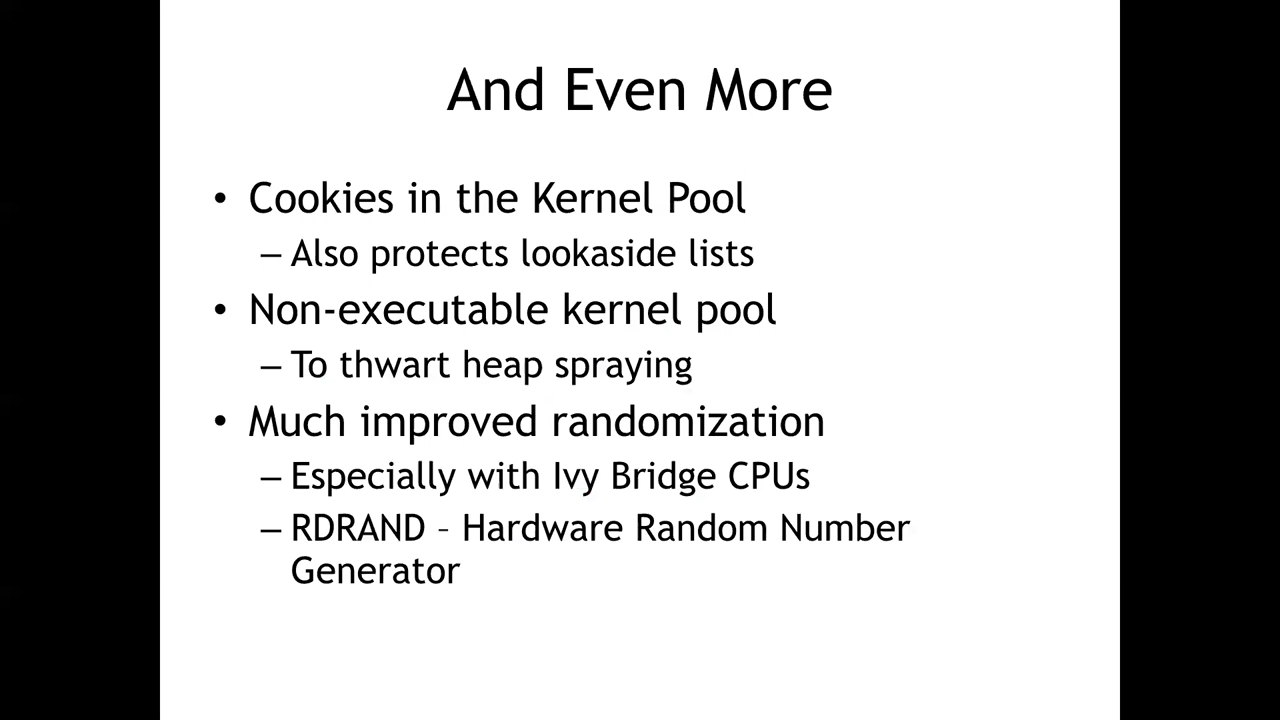 And Even More
• Cookies in the Kernel Pool
– Also protects lookaside lists
• Non-executable kernel pool
– To thwart heap spraying
• Much improved randomization
– Especially with Ivy Bridge CPUs
– RDRAND – Hardware Random Number
Generator